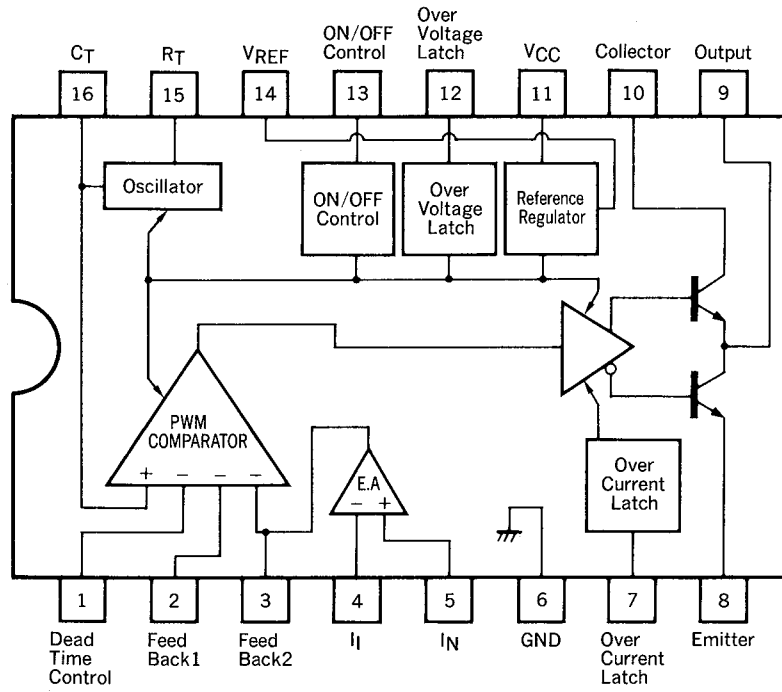 CT
RT
VREF
ON/OFF
Control
Over
Voltage
Latch
VCC
Collector
Output
16
15
14
13
12
11
10
9
Oscillator
ON/OFF
Control
Over
Voltage
Latch
Reference
Regulator
PWM
COMPARATOR
+ − − −
E.A
− +
Over
Current
Latch
1
2
3
4
5
6
7
8
Dead
Time
Control
Feed
Back1
Feed
Back2
II
IN
GND
Over
Current
Latch
Emitter